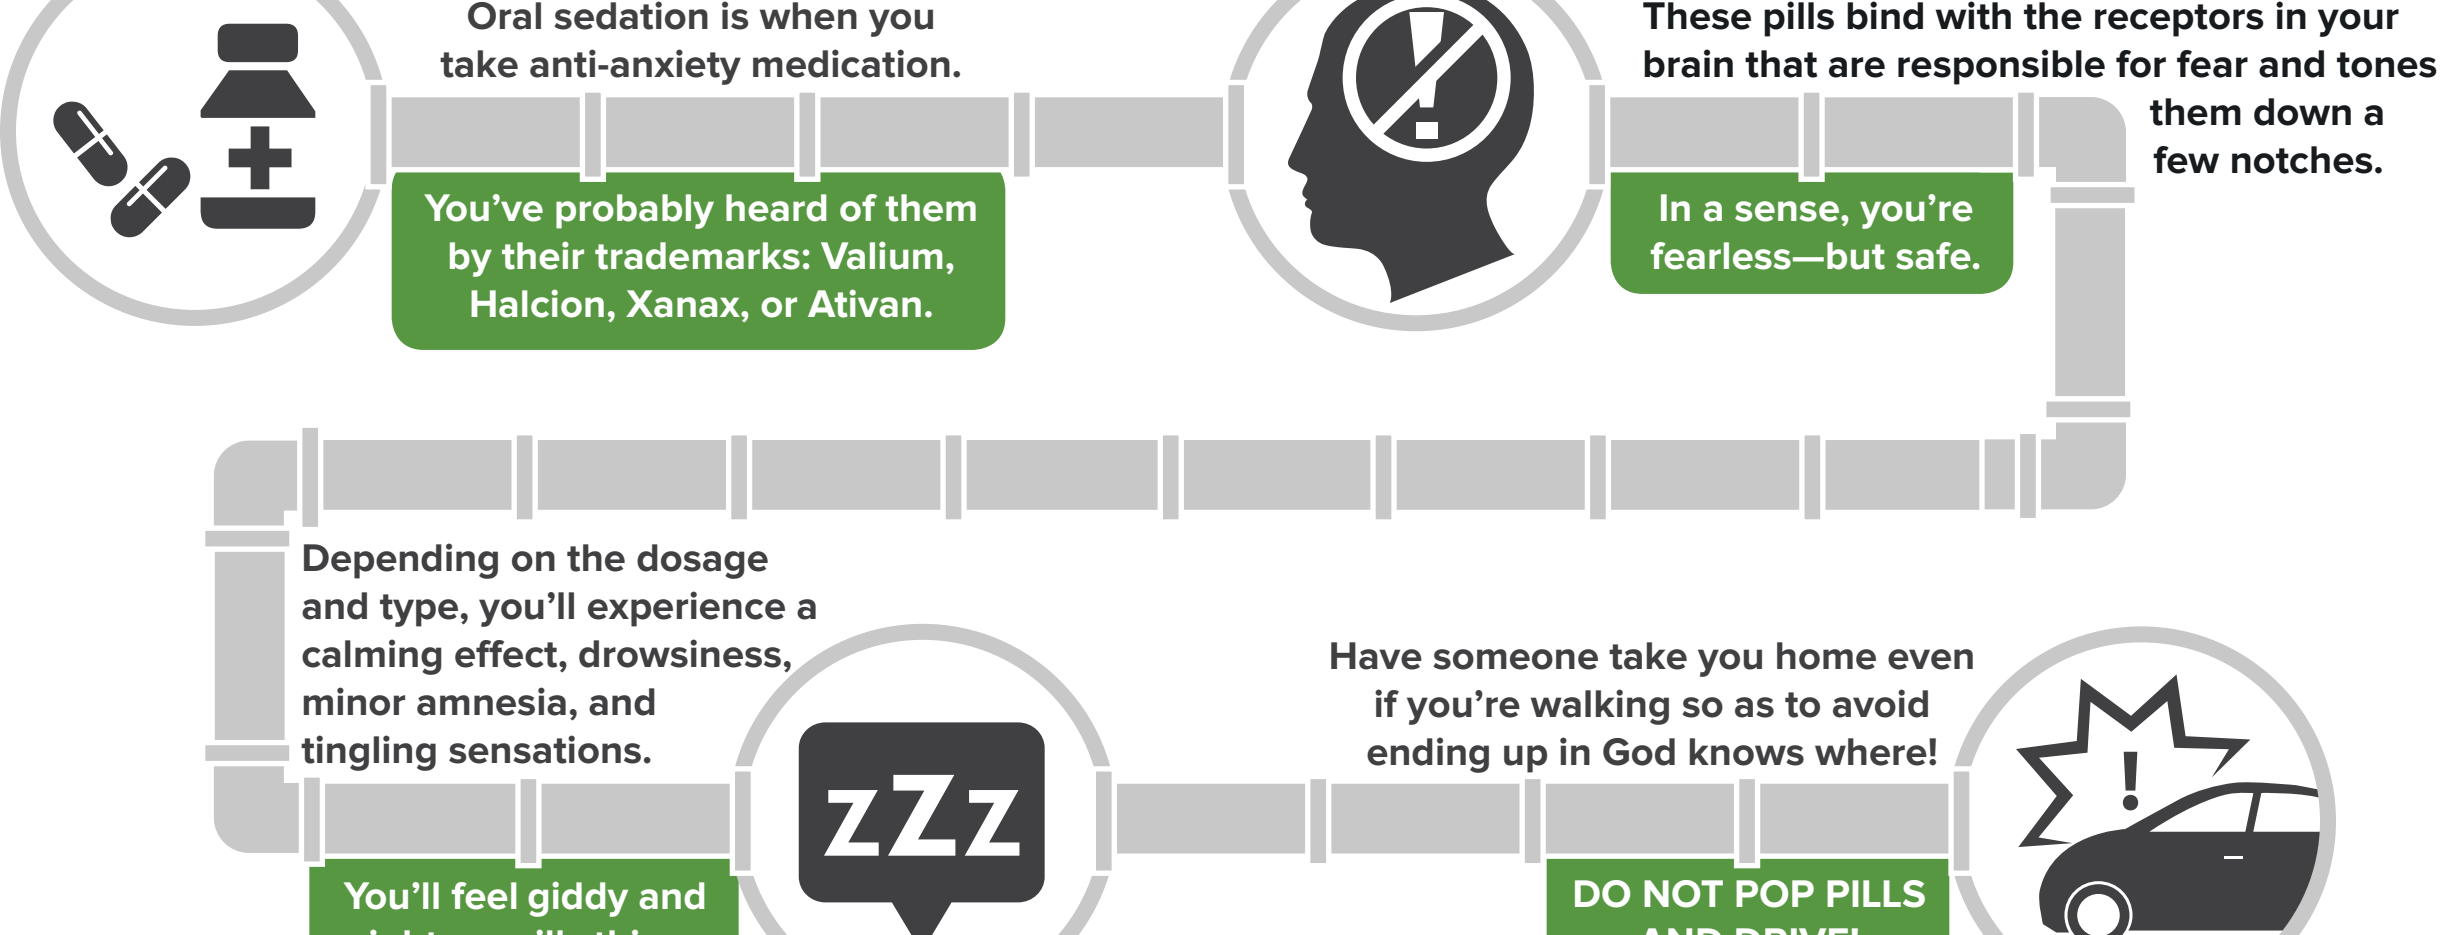 Oral sedation is when you
take anti-anxiety medication.
You've probably heard of them
by their trademarks: Valium,
Halcion, Xanax, or Ativan.
These pills bind with the receptors in your
brain that are responsible for fear and tones
them down a
few notches.
In a sense, you're
fearless—but safe.
Depending on the dosage
and type, you'll experience a
calming effect, drowsiness,
minor amnesia, and
tingling sensations.
You'll feel giddy and
zZz
Have someone take you home even
if you're walking so as to avoid
ending up in God knows where!
!
DO NOT POP PILLS
AND DRIVE!